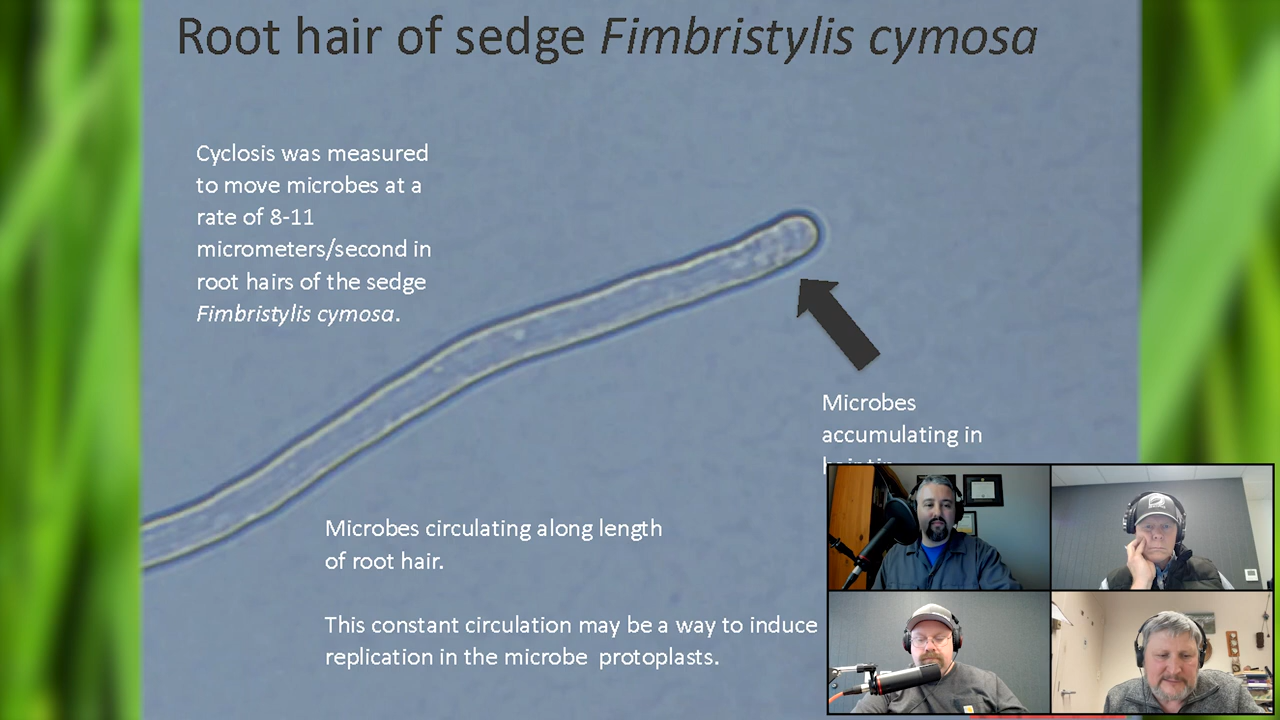 Root hair of sedge Fimbristylis cymosa
Cyclosis was measured
to move microbes at a
rate of 8-11
micrometers/second in
root hairs of the sedge
Fimbristylis cymosa.
Microbes
accumulating in
Microbes circulating along length
of root hair.
This constant circulation may be a way to induce
replication in the microbe protoplasts.